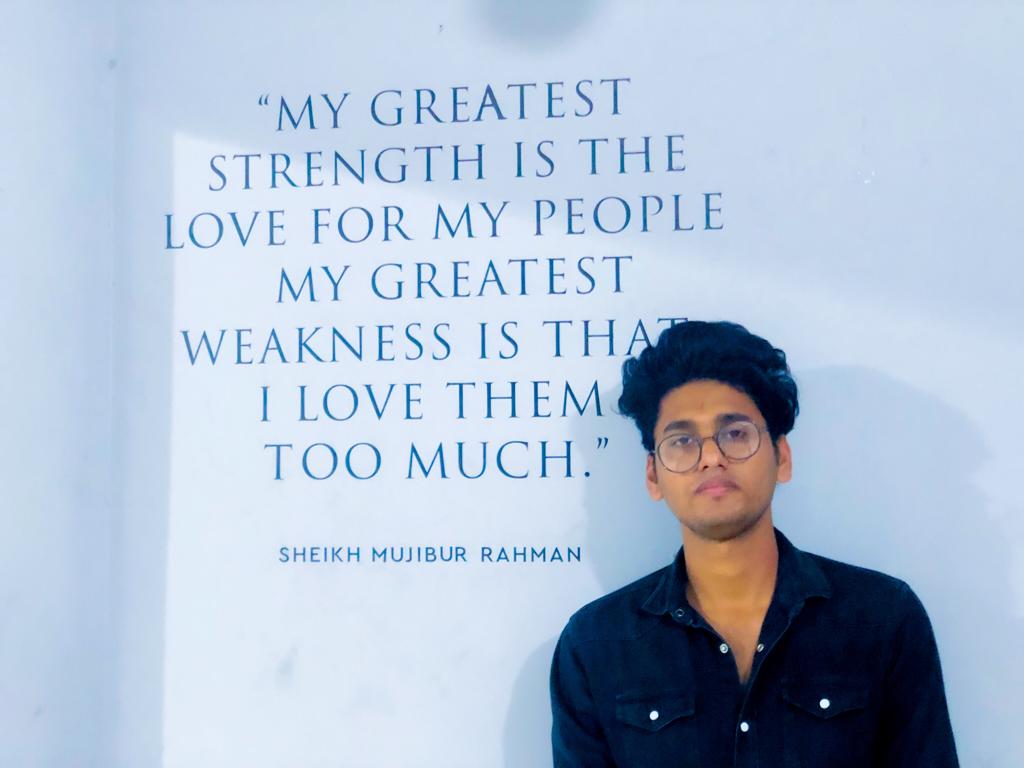 “MY GREATEST
STRENGTH IS THE
LOVE FOR MY PEOPLE
MY GREATEST
WEAKNESS IS THAT
I LOVE THEM
TOO MUCH.”
SHEIKH MUJIBUR RAHMAN